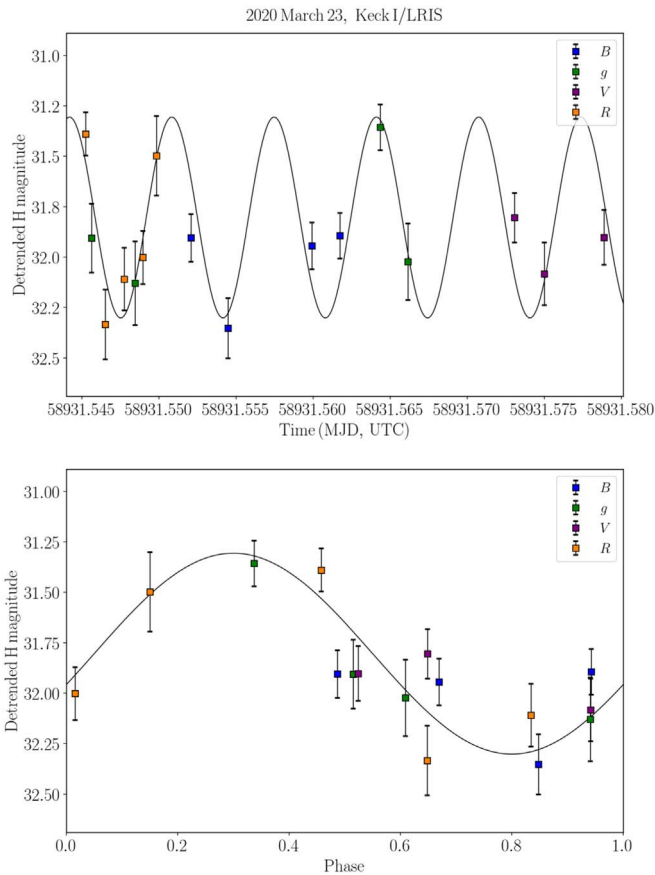 2020 March 23, Keck I/LRIS
Detrended H magnitude
31.0
31.2
31.5
31.8
32.0
32.2
32.5
B
g
V
R
58931.545 58931.550 58931.555 58931.560 58931.565 58931.570 58931.575 58931.580
Time (MJD, UTC)
Detrended H magnitude
31.00
31.25
31.50
31.75
32.00
32.25
32.50
B
g
V
R
0.0 0.2 0.4 0.6 0.8 1.0
Phase